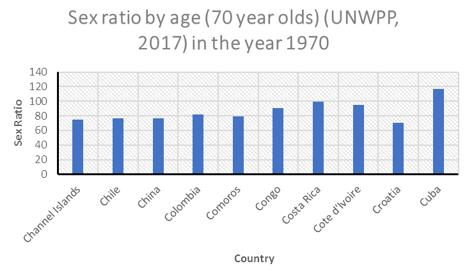 Sex ratio by age (70 year olds) (UNWPP,
2017) in the year 1970
140
120
100
80
60
40
20
0
Sex Ratio
Channel Islands
Chile
China
Colombia
Comoros
Congo
Costa Rica
Cote d'Ivoire
Croatia
Cuba
Country